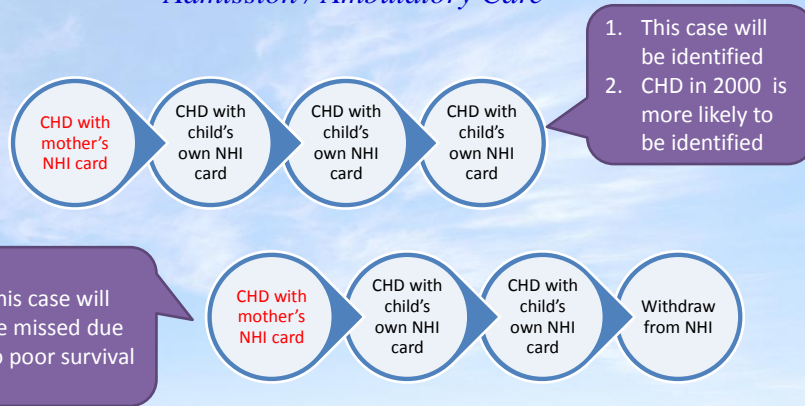 Admission / Ambulatory Care
1. This case will
be identified
2. CHD in 2000 is
more likely to
be identified
CHD with
mother's
NHI card
CHD with
child's
own NHI
card
CHD with
child's
own NHI
card
CHD with
child's
own NHI
card
his case will
e missed due
o poor survival
CHD with
mother's
NHI card
CHD with
child's
own NHI
card
CHD with
child's
own NHI
card
Withdraw
from NHI